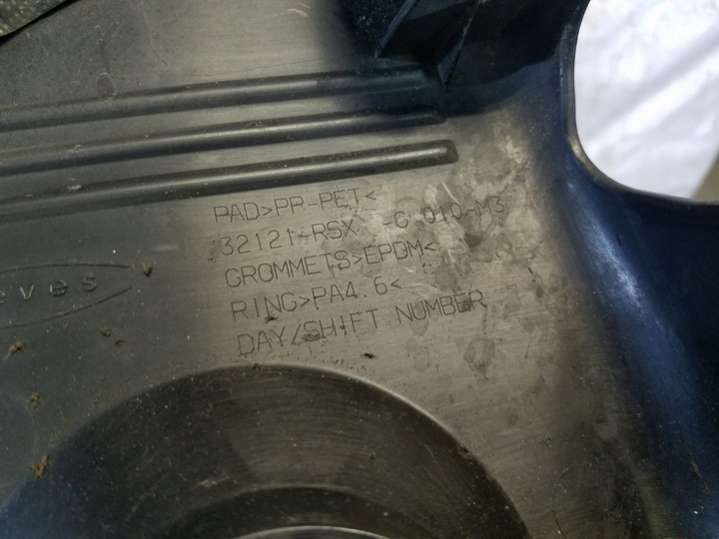 PAD>PP-PET<
32121-RSX -G 010-M3
GROMMETS>EPDM<
RING>PA4.6<
DAY/SHIFT NUMBER